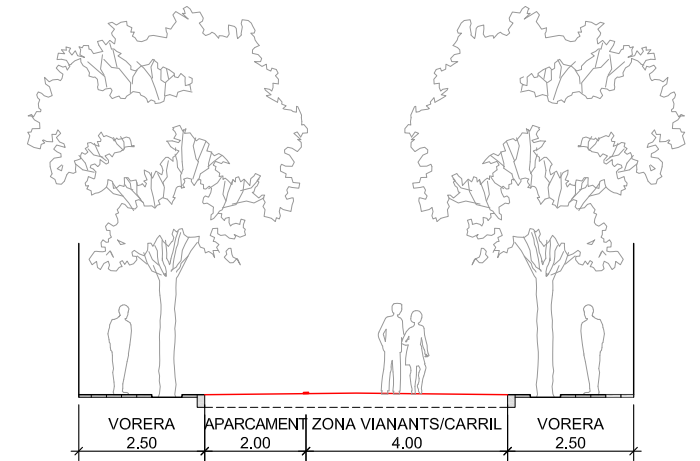 VORERA
2.50
APARCAMENT
2.00
ZONA VIANANTS/CARRIL
4.00
VORERA
2.50